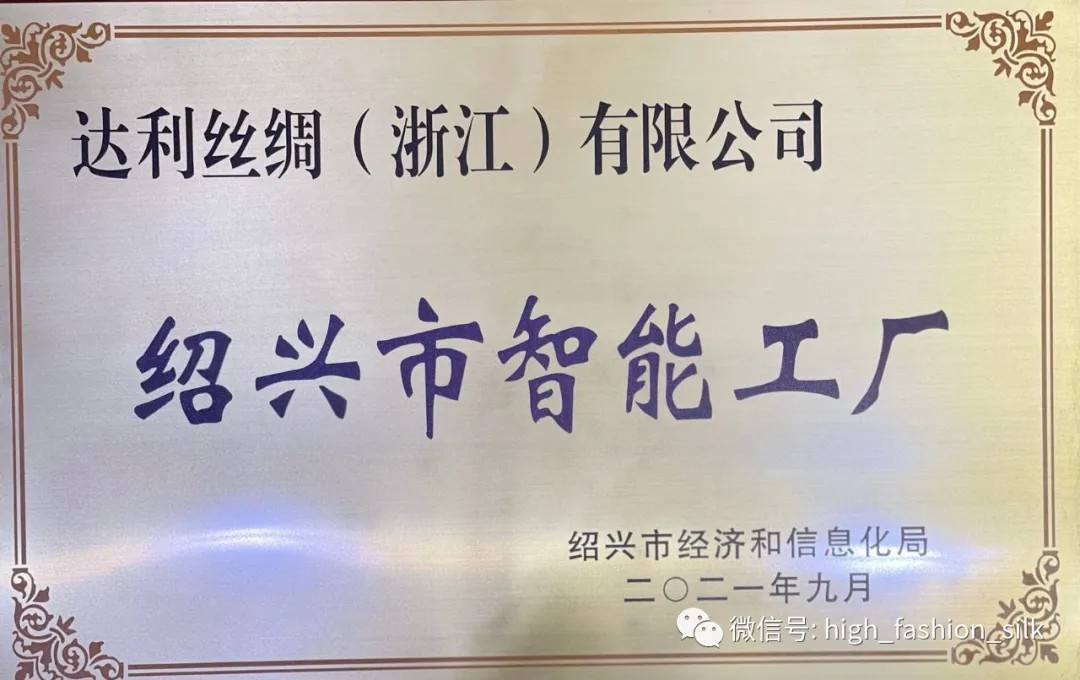 达利丝绸（浙江）有限公司
绍兴市智能工厂
绍兴市经济和信息化局
二〇二一年九月
微信号: high_fashion_silk